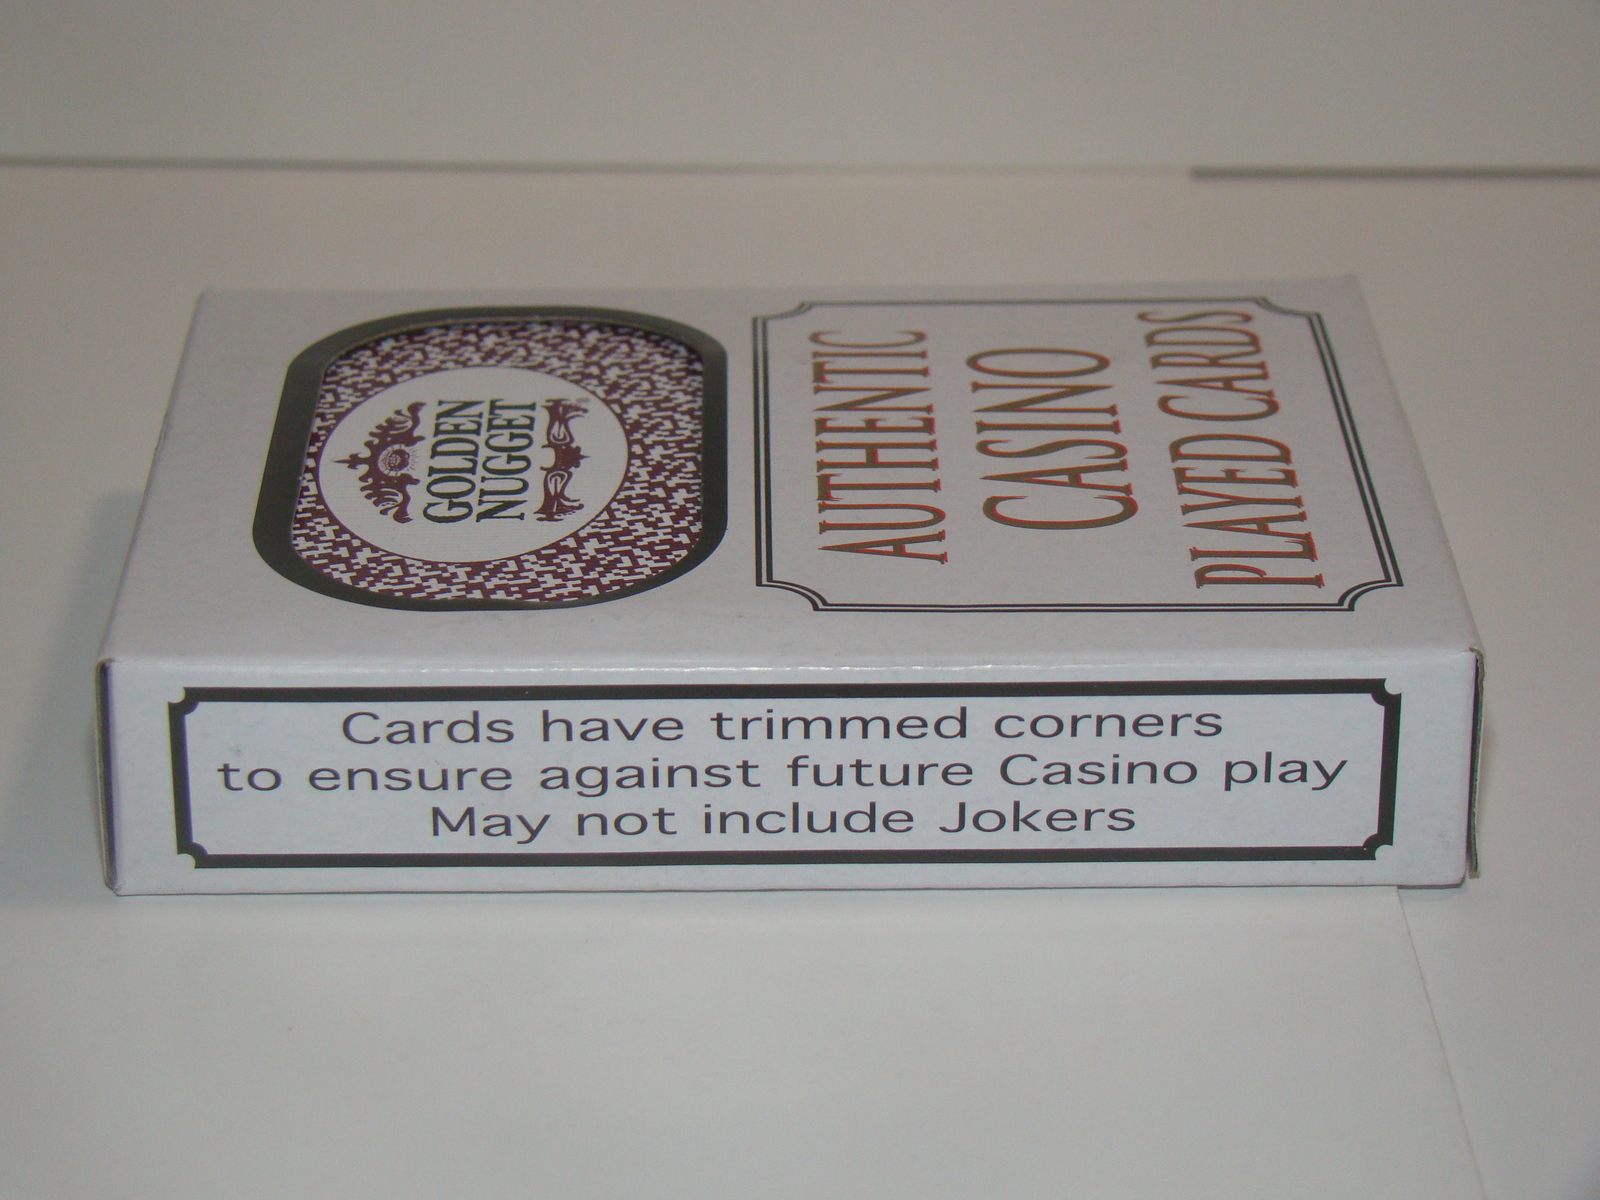 GOLDEN
NUGGET
®
AUTHENTIC
CASINO
PLAYED CARDS
Cards have trimmed corners
to ensure against future Casino play
May not include Jokers